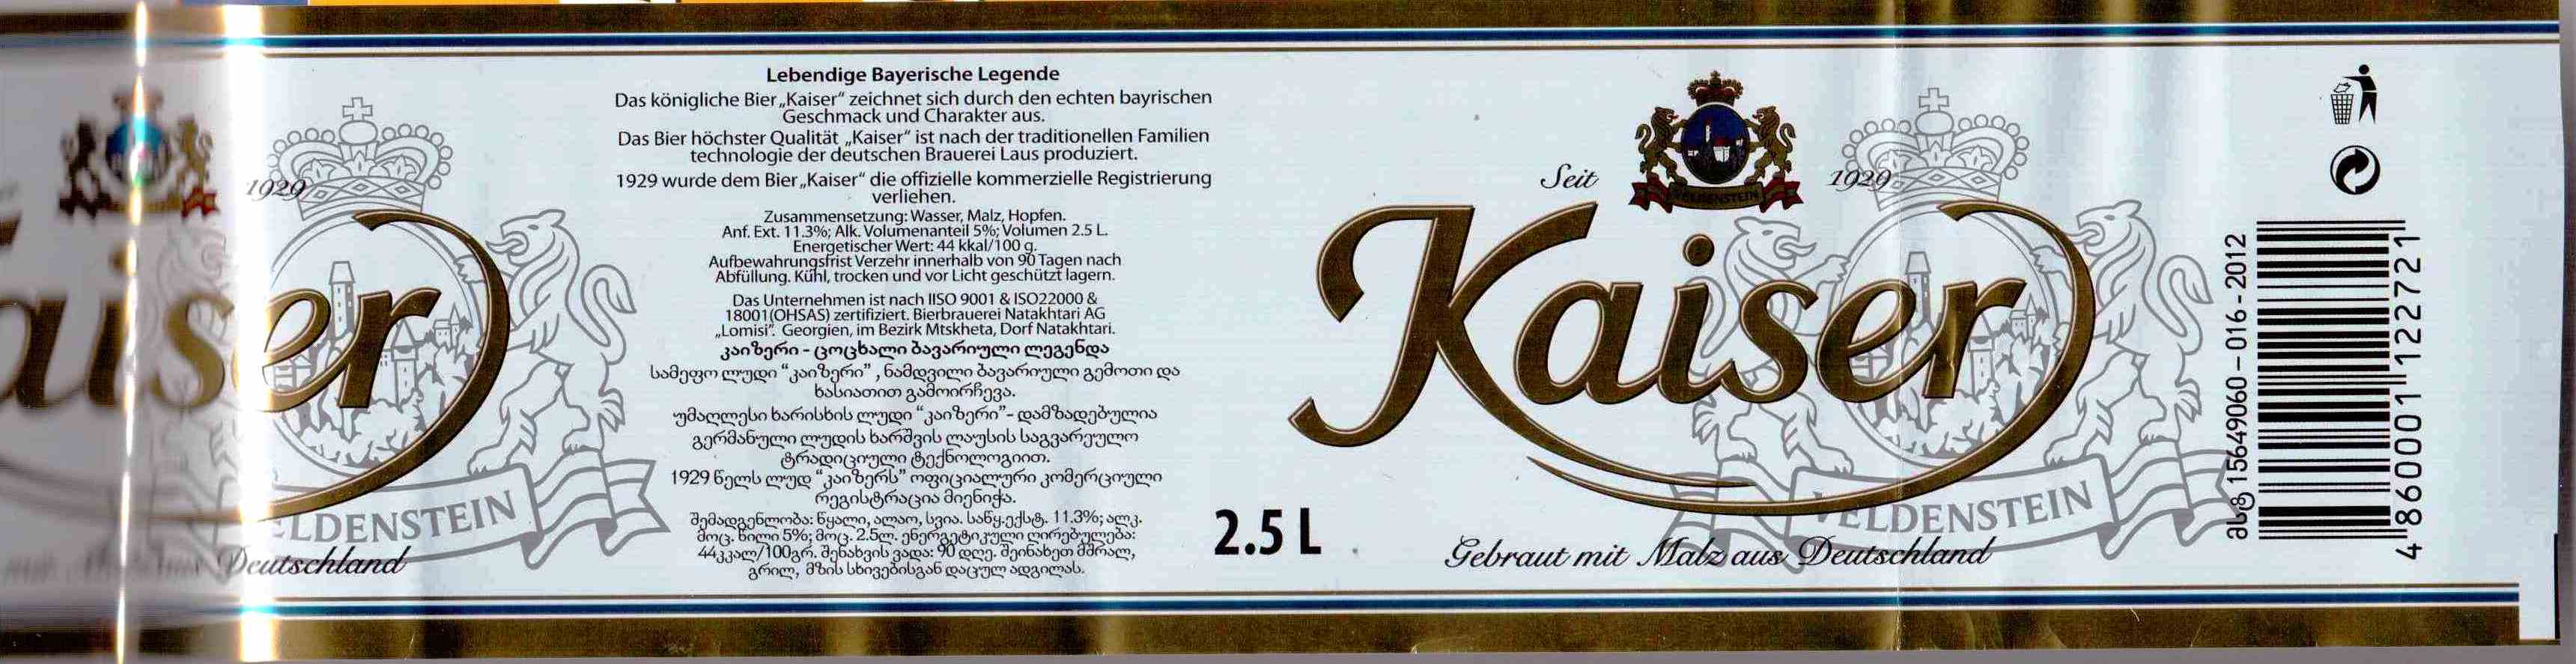 1929
aiser
ELDENSTEIN
Deutschland
Lebendige Bayerische Legende
Das königliche Bier „Kaiser" zeichnet sich durch den echten bayrischen
Geschmack und Charakter aus.
Das Bier höchster Qualität „Kaiser" ist nach der traditionellen Familien
technologie der deutschen Brauerei Laus produziert.
1929 wurde dem Bier „Kaiser" die offizielle kommerzielle Registrierung
verliehen.
Zusammensetzung: Wasser, Malz, Hopfen.
Anf. Ext. 11.3%; Alk. Volumenanteil 5%; Volumen 2.5 L.
Energetischer Wert: 44 kkal/100 g.
Aufbewahrungsfrist Verzehr innerhalb von 90 Tagen nach
Abfüllung. Kühl, trocken und vor Licht geschützt lagern.
Das Unternehmen ist nach IISO 9001 & ISO22000 &
18001(OHSAS) zertifiziert. Bierbrauerei Natakhtari AG
„Lomisi". Georgien, im Bezirk Mtskheta, Dorf Natakhtari.
კაიზერი - ცოცხალი ბავარიული ლეგენდა
სამეფო ლუდი "კაიზერი" , ნამდვილი ბავარიული გემოთი და
ხასიათით გამოირჩევა.
უმაღლესი ხარისხის ლუდი "კაიზერი"- დამზადებულია
გერმანული ლუდის ხარშვის ლაუსის საგვარეულო
ტრადიციული ტექნოლოგიით.
1929 წელს ლუდ "კაიზერს" ოფიციალური კომერციული
რეგისტრაცია მიენიჭა.
შემადგენლობა: წყალი, ალაო, სვია. საწყ.ექსტ. 11.3%; ალკ.
მოც. წილი 5%; მოც. 2.5ლ. ენერგეტიკული ღირებულება:
44კკალ/100გრ. შენახვის ვადა: 90 დღე. შეინახეთ მშრალ,
გრილ, მზის სხივებისგან დაცულ ადგილას.
2.5 L
Seit 1929
VELDENSTEIN
Kaiser
VELDENSTEIN
Gebraut mit Malz aus Deutschland
სსტ 15649060 – 016 - 2012
4 860001 122721